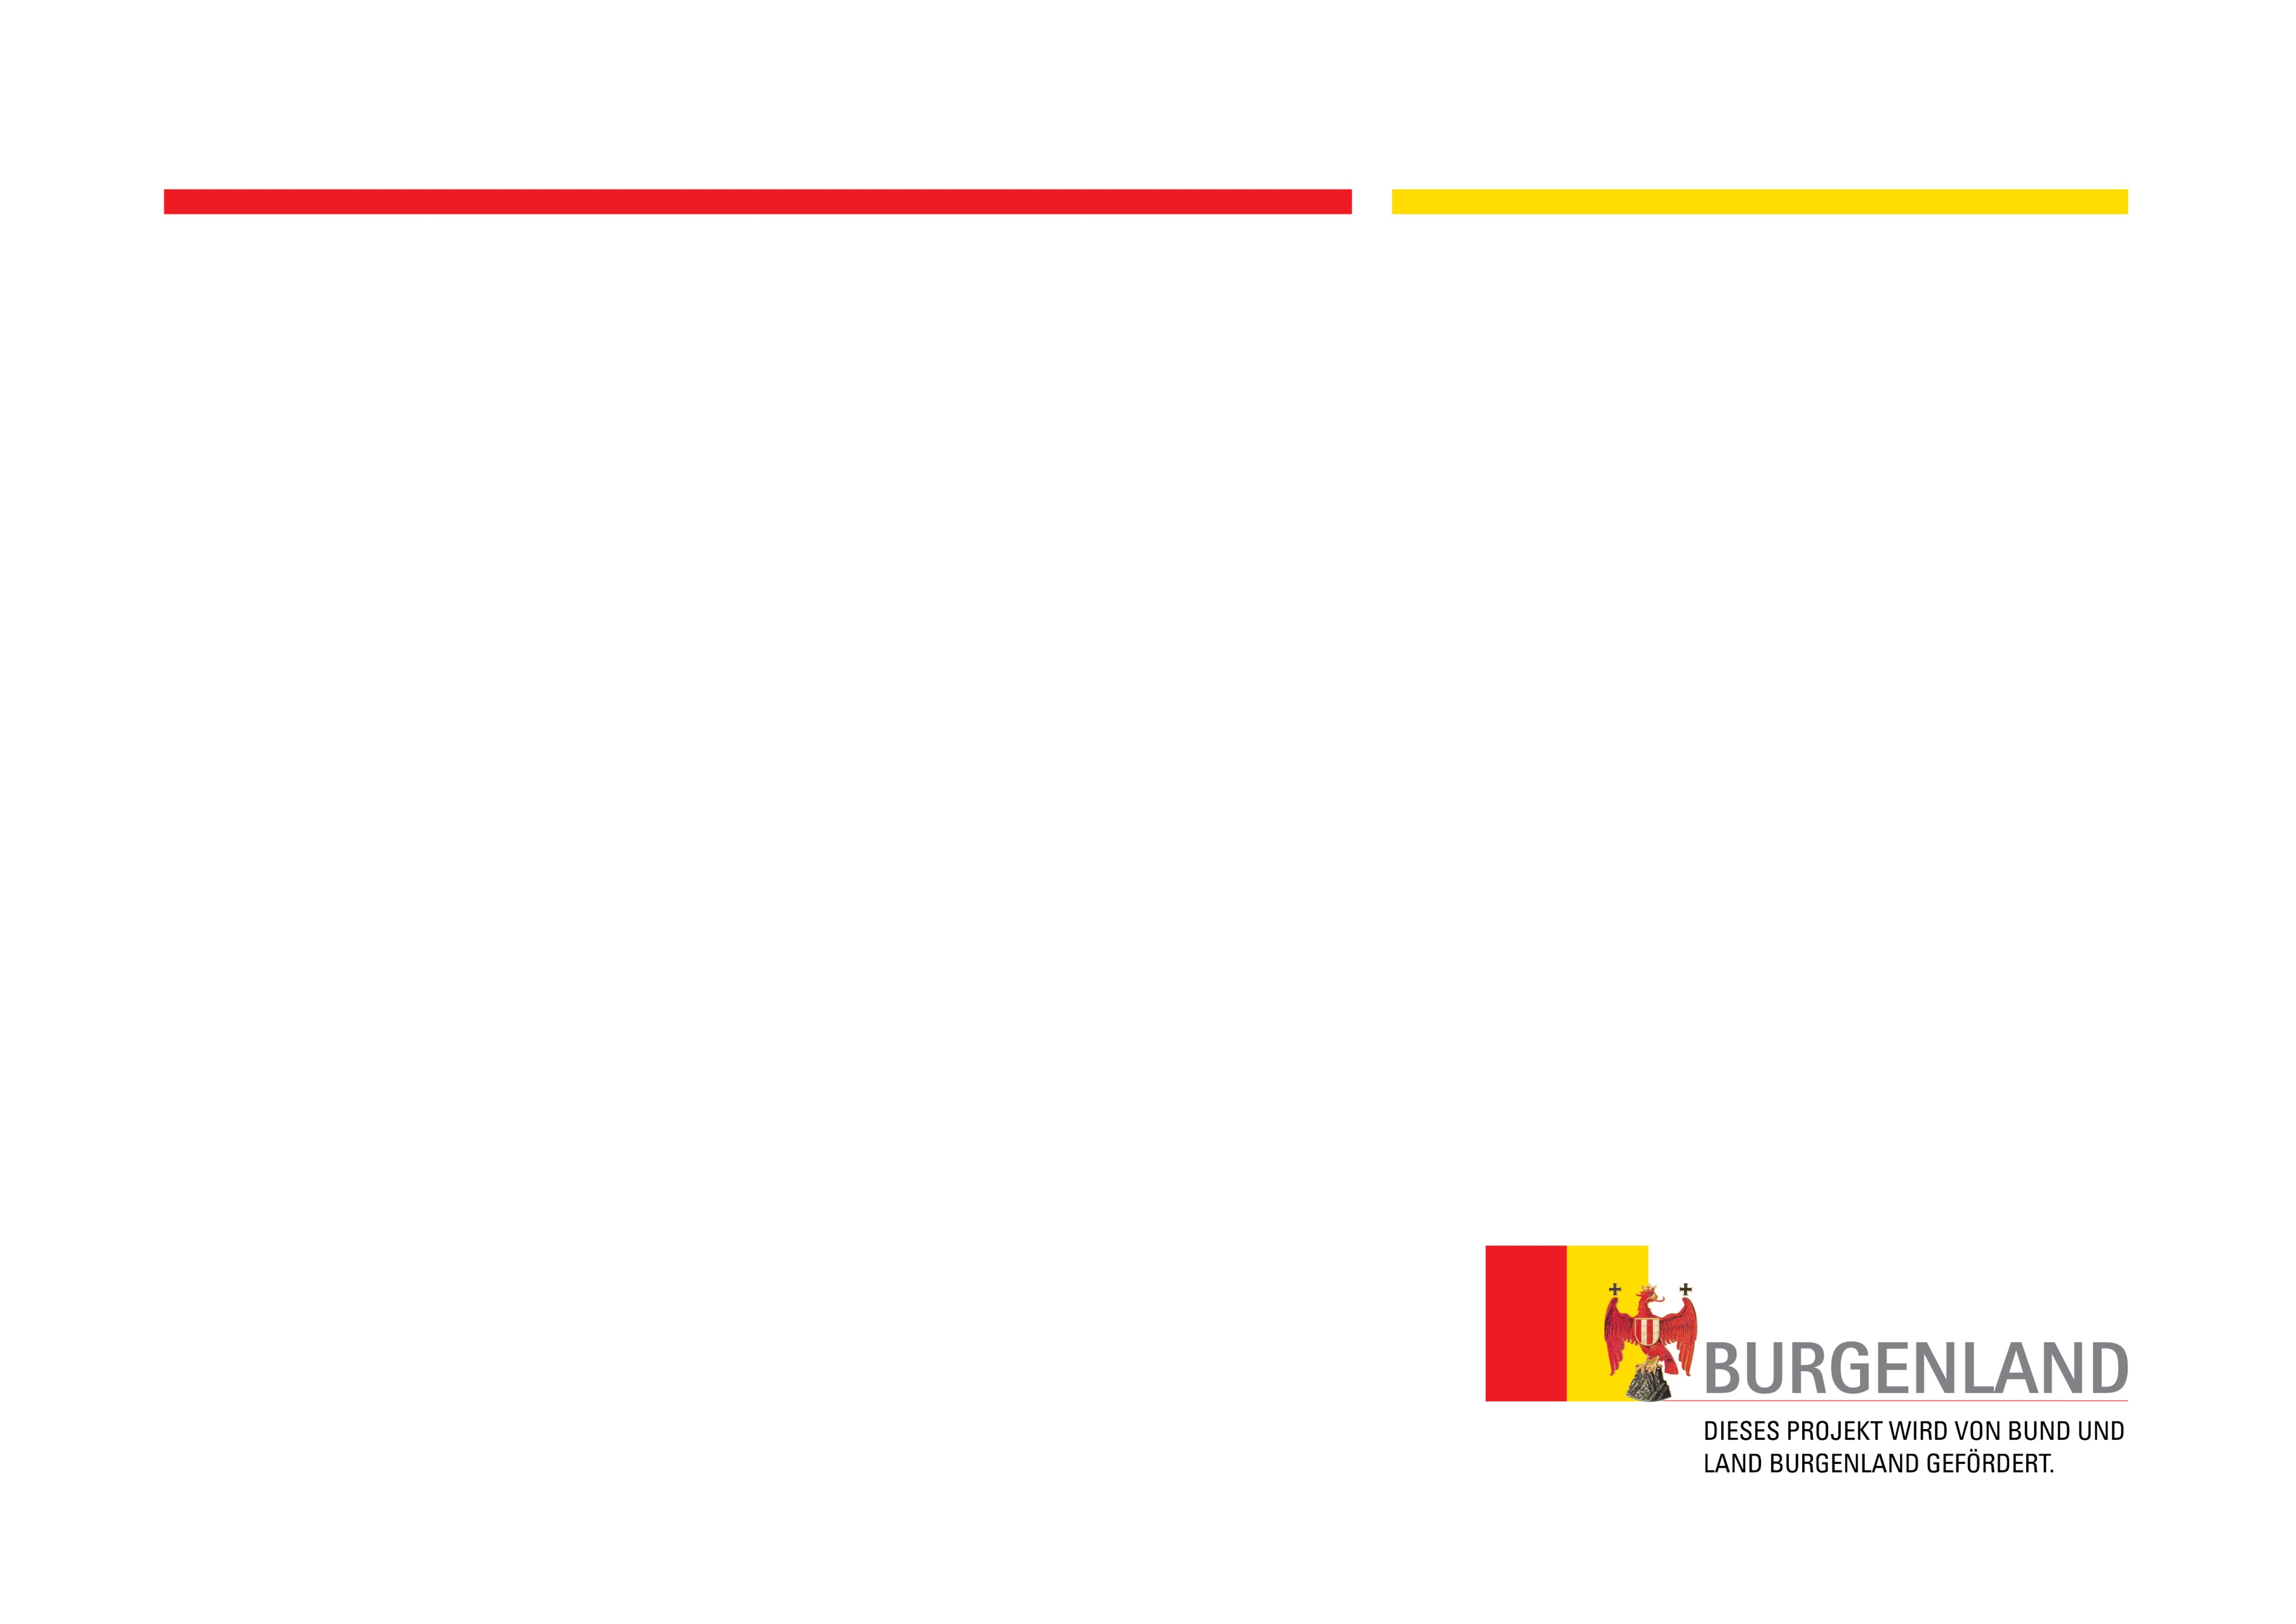 BURGENLAND
DIESES PROJEKT WIRD VON BUND UND
LAND BURGENLAND GEFÖRDERT.